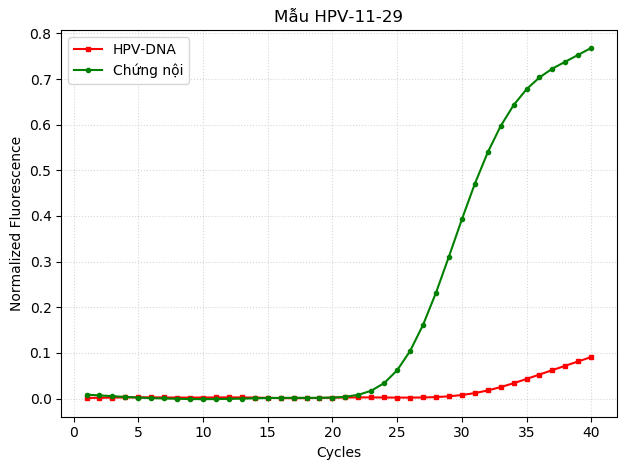 Mẫu HPV-11-29
HPV-DNA
Chứng nội
Normalized Fluorescence
0.8
0.7
0.6
0.5
0.4
0.3
0.2
0.1
0.0
0 5 10 15 20 25 30 35 40
Cycles